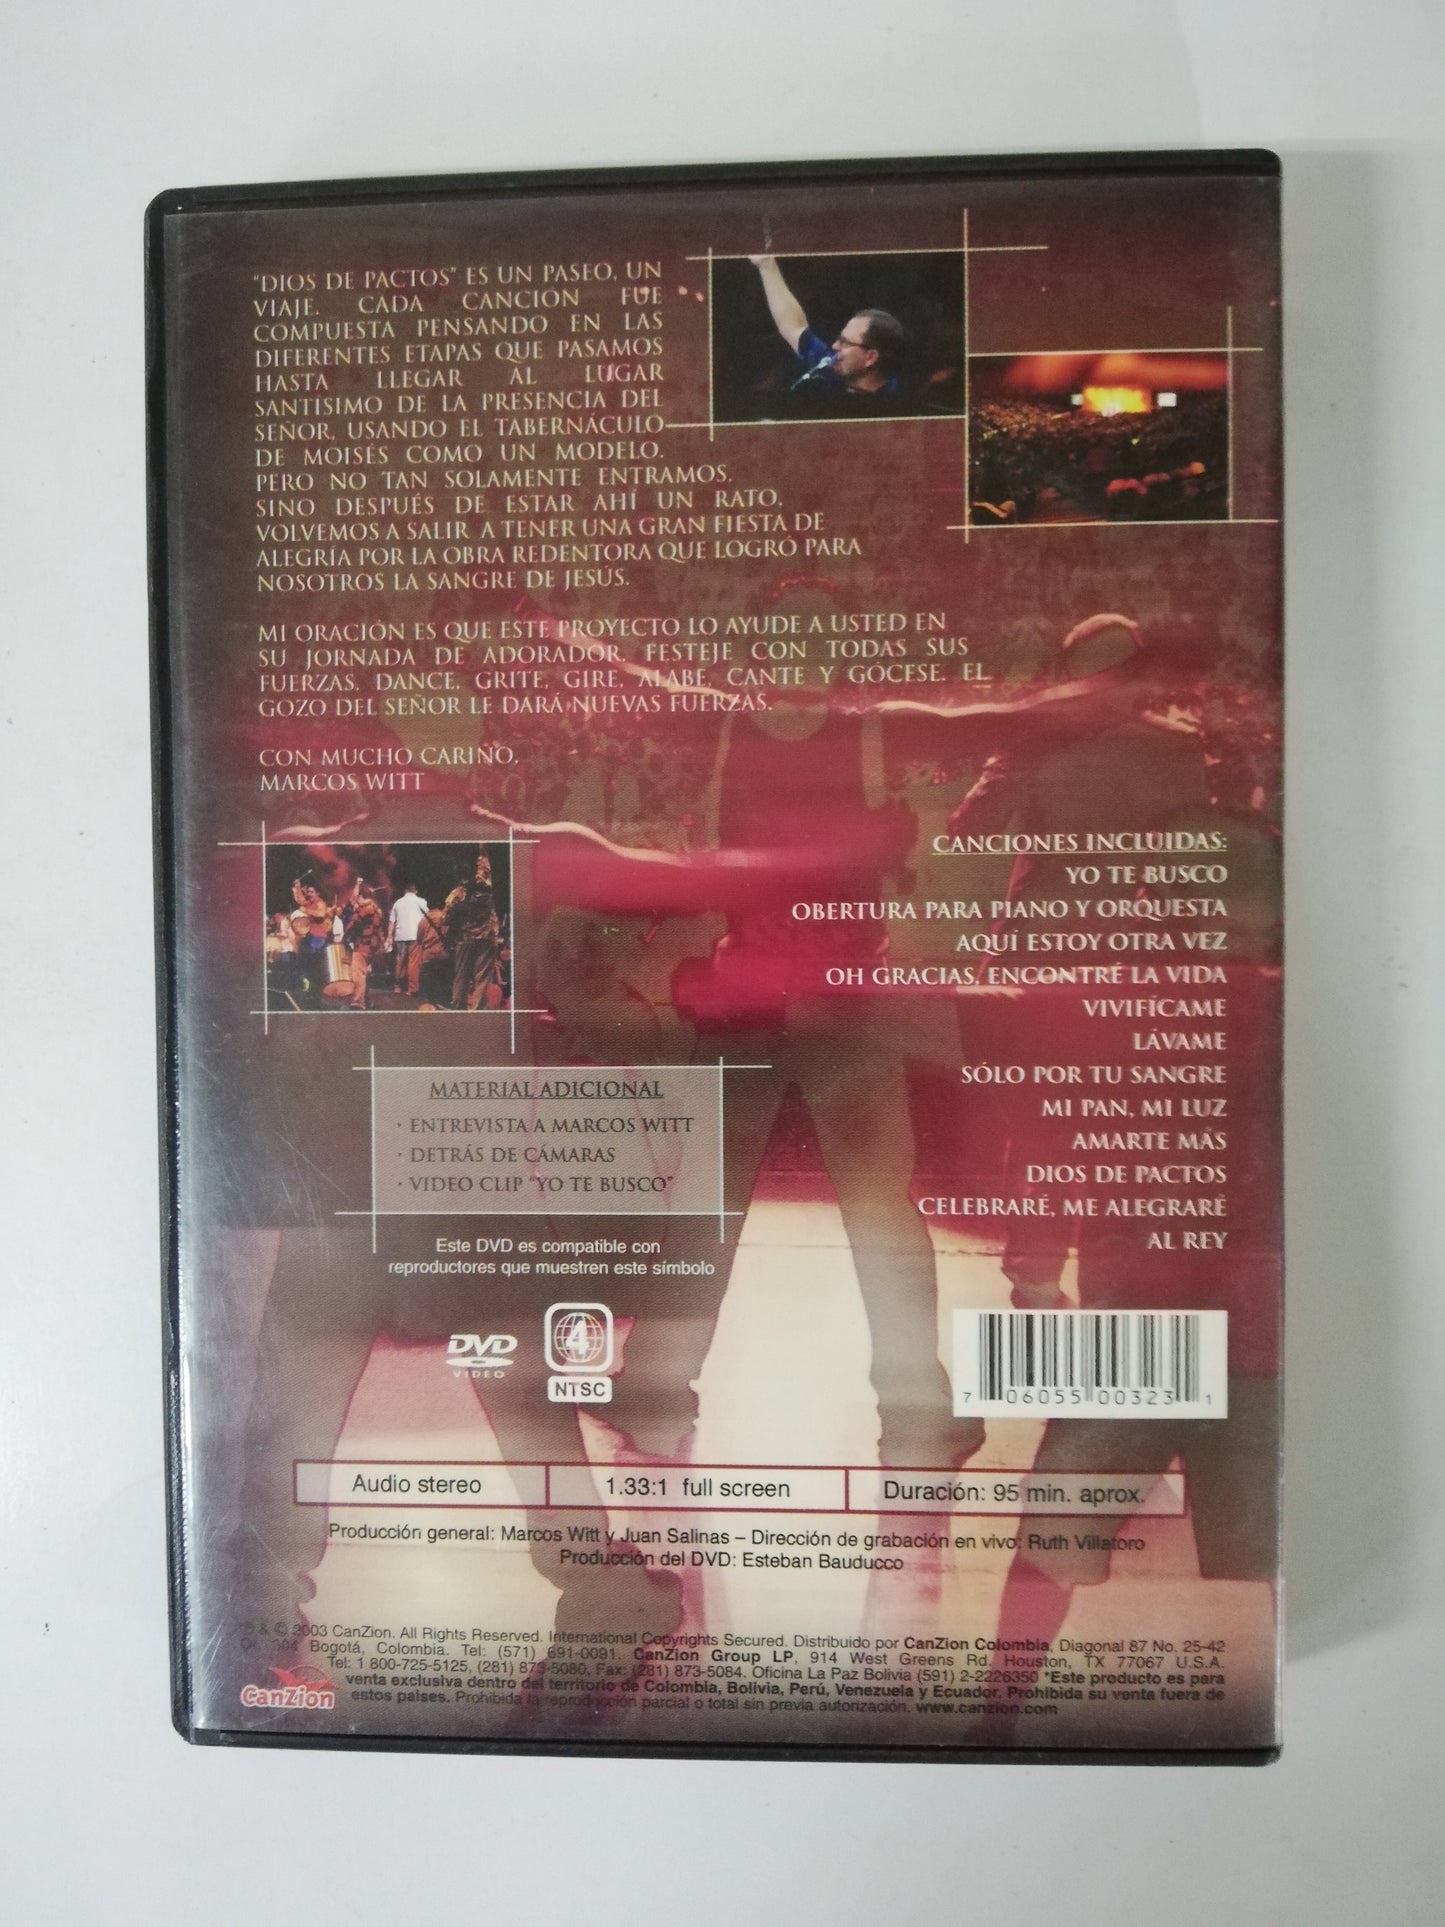 "DIOS DE PACTOS" ES UN PASEO, UN
VIAJE. CADA CANCIÓN FUE
COMPUESTA PENSANDO EN LAS
DIFERENTES ETAPAS QUE PASAMOS
HASTA LLEGAR AL LUGAR
SANTÍSIMO DE LA PRESENCIA DEL
SEÑOR, USANDO EL TABERNÁCULO
DE MOISÉS COMO UN MODELO.
PERO NO TAN SOLAMENTE ENTRAMOS,
SINO DESPUÉS DE ESTAR AHÍ UN RATO,
VOLVEMOS A SALIR A TENER UNA GRAN FIESTA DE
ALEGRÍA POR LA OBRA REDENTORA QUE LOGRÓ PARA
NOSOTROS LA SANGRE DE JESÚS.
MI ORACIÓN ES QUE ESTE PROYECTO LO AYUDE A USTED EN
SU JORNADA DE ADORADOR. FESTEJE CON TODAS SUS
FUERZAS. DANCE, GRITE, GIRE, ALABE, CANTE Y GÓCESE. EL
GOZO DEL SEÑOR LE DARÁ NUEVAS FUERZAS.
CON MUCHO CARIÑO,
MARCOS WITT
CANCIONES INCLUIDAS:
YO TE BUSCO
OBERTURA PARA PIANO Y ORQUESTA
AQUÍ ESTOY OTRA VEZ
OH GRACIAS, ENCONTRÉ LA VIDA
VIVIFÍCAME
LÁVAME
SÓLO POR TU SANGRE
MI PAN, MI LUZ
AMARTE MÁS
DIOS DE PACTOS
CELEBRARÉ, ME ALEGRARÉ
AL REY
MATERIAL ADICIONAL
· ENTREVISTA A MARCOS WITT
· DETRÁS DE CÁMARAS
· VIDEO CLIP "YO TE BUSCO"
Este DVD es compatible con
reproductores que muestren este símbolo
DVD
VIDEO
4
NTSC
7 06055 00323 1
Audio stereo
1.33:1 full screen
Duración: 95 min. aprox.
Producción general: Marcos Witt y Juan Salinas – Dirección de grabación en vivo: Ruth Villatoro
Producción del DVD: Esteban Bauducco
℗ & © 2003 CanZion. All Rights Reserved. International Copyrights Secured. Distribuido por CanZion Colombia, Diagonal 87 No. 25-42
Of. 304 Bogotá, Colombia. Tel: (571) 691-0091. CanZion Group LP, 914 West Greens Rd. Houston, TX 77067 U.S.A.
Tel: 1 800-725-5125, (281) 873-5080, Fax: (281) 873-5084. Oficina La Paz Bolivia (591) 2-2226350 *Este producto es para
venta exclusiva dentro del territorio de Colombia, Bolivia, Perú, Venezuela y Ecuador. Prohibida su venta fuera de
estos países. Prohibida la reproducción parcial o total sin previa autorización. www.canzion.com
CanZion